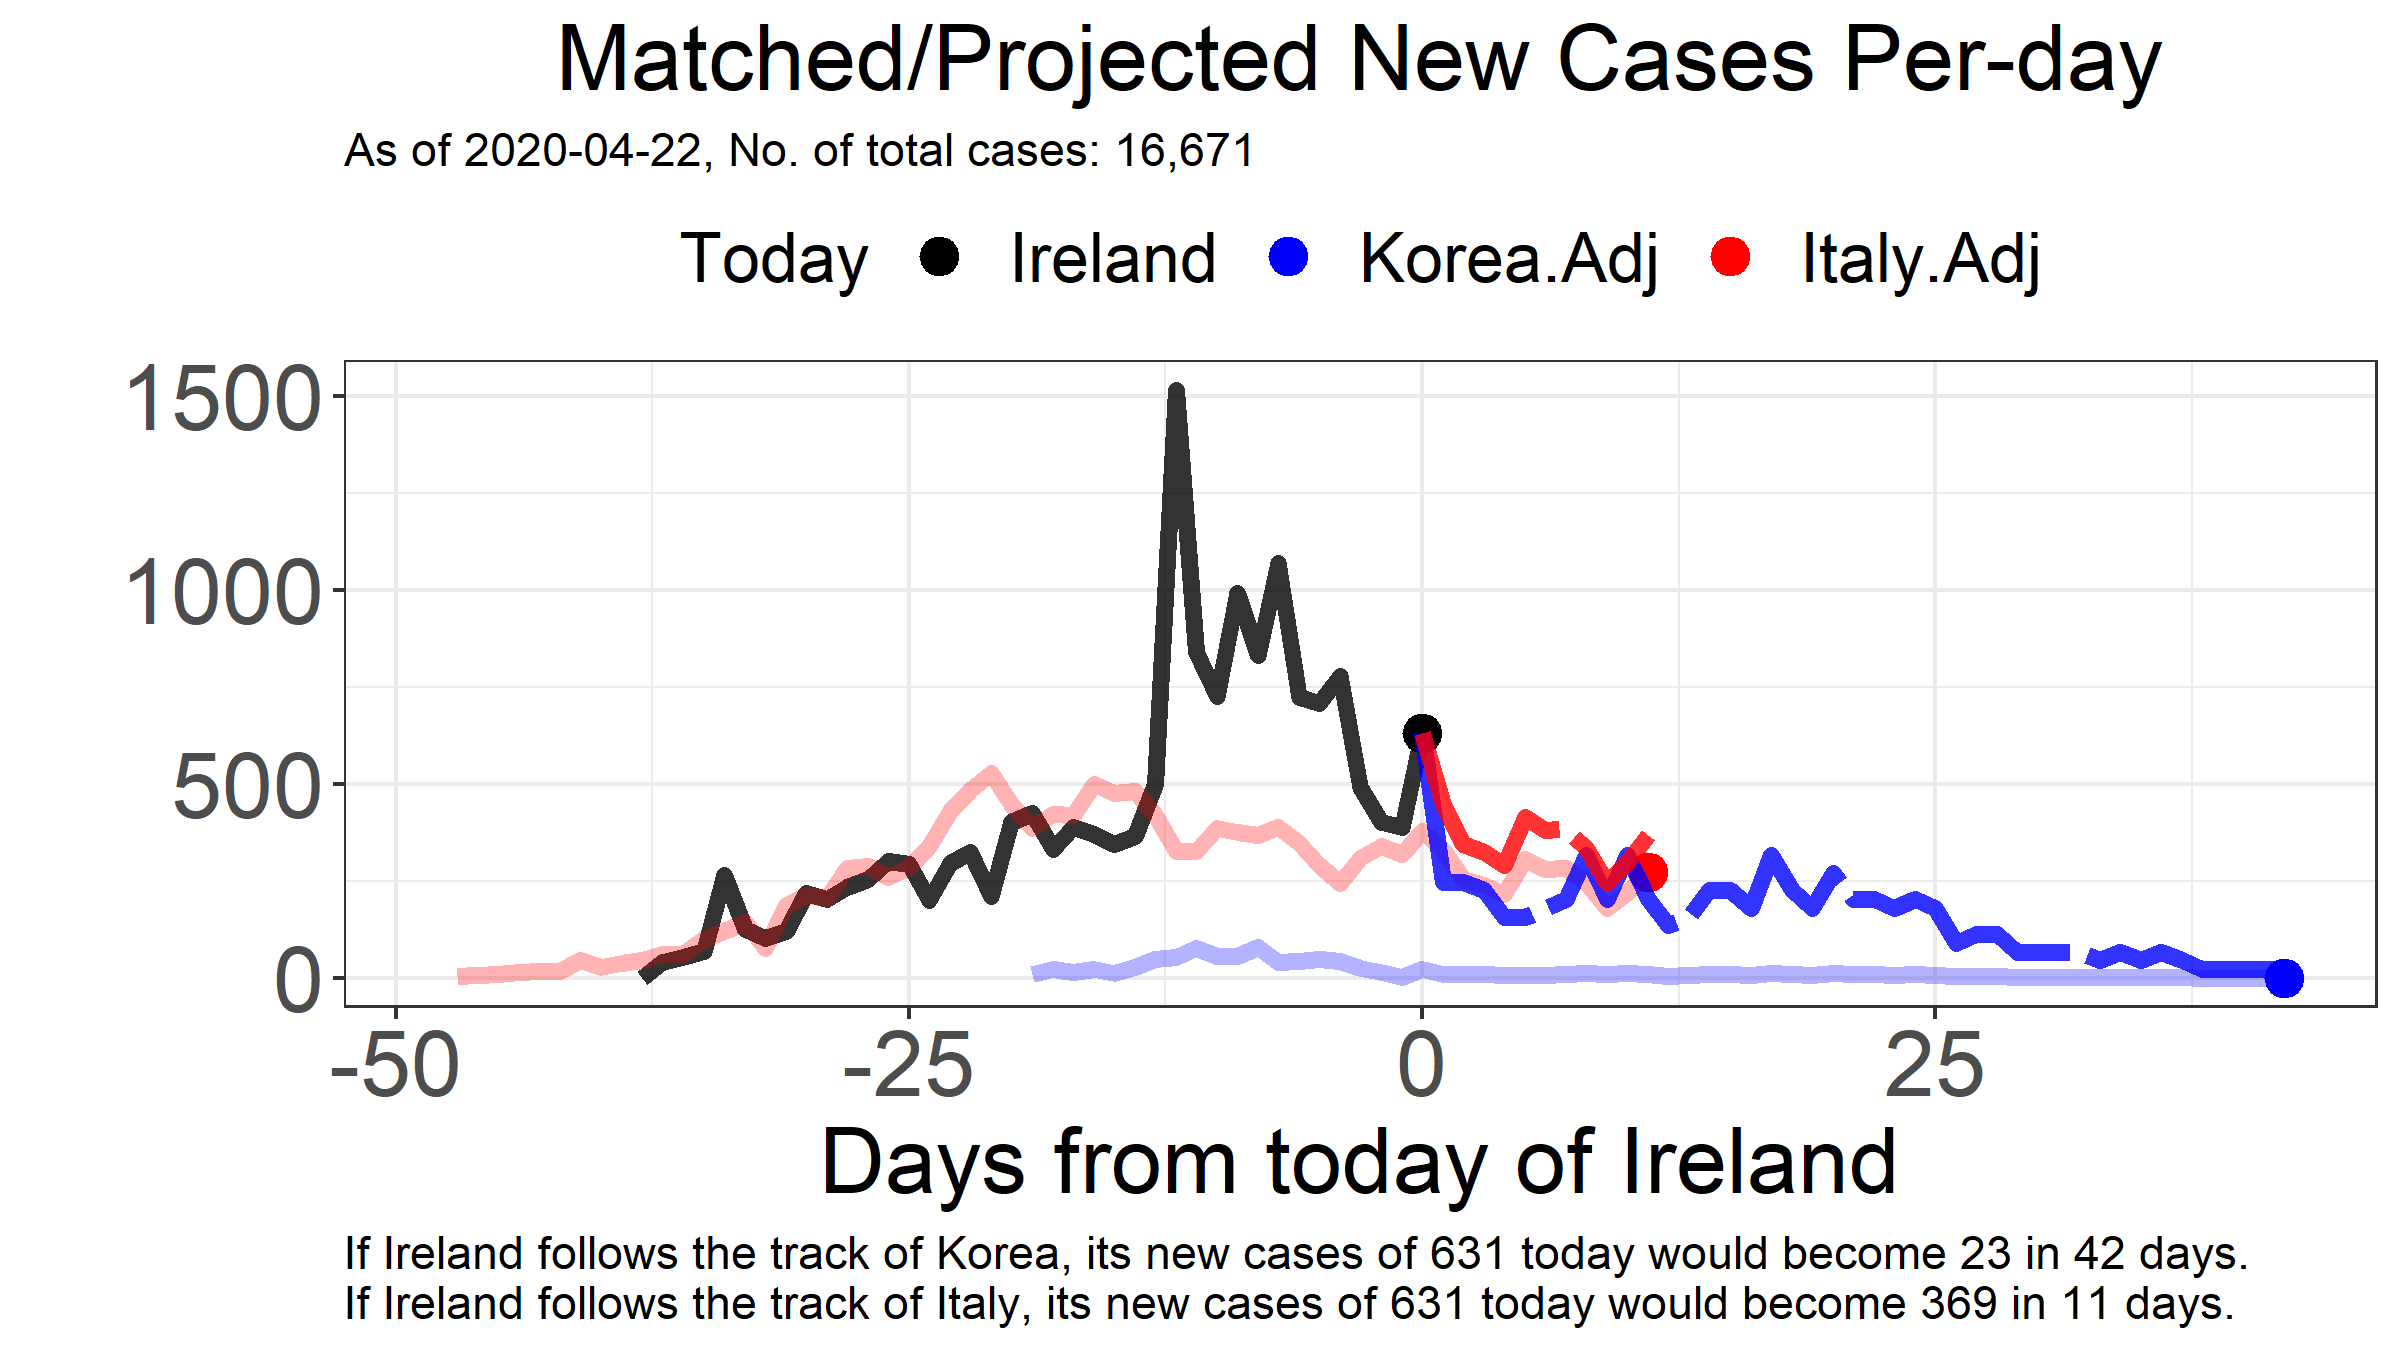 Matched/Projected New Cases Per-day
As of 2020-04-22, No. of total cases: 16,671
Today Ireland Korea.Adj Italy.Adj
1500
1000
500
0
-50 -25 0 25
Days from today of Ireland
If Ireland follows the track of Korea, its new cases of 631 today would become 23 in 42 days.
If Ireland follows the track of Italy, its new cases of 631 today would become 369 in 11 days.